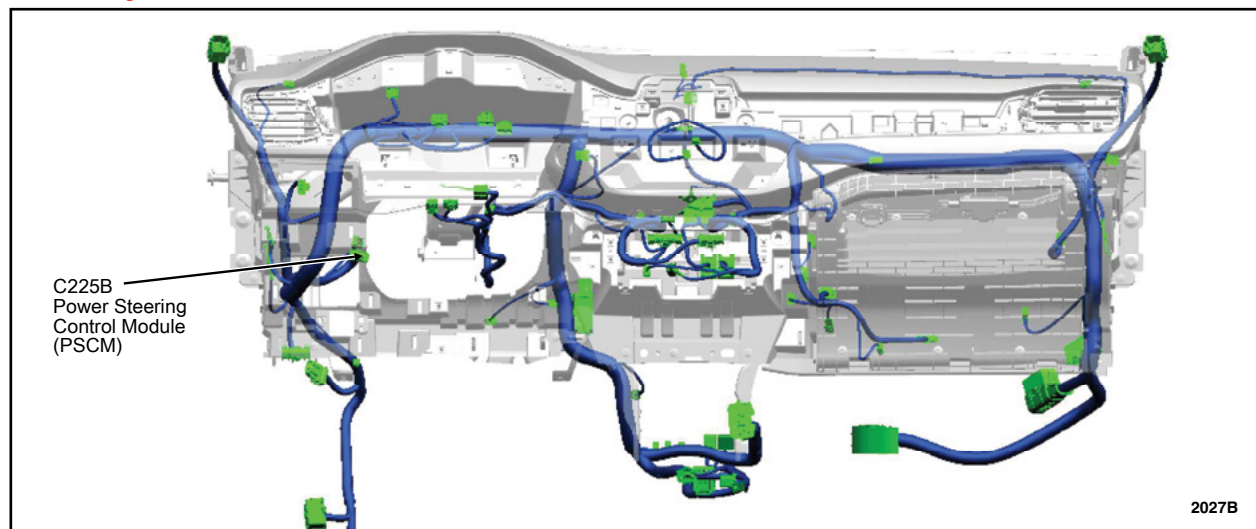 C225B
Power Steering
Control Module
(PSCM)
2027B